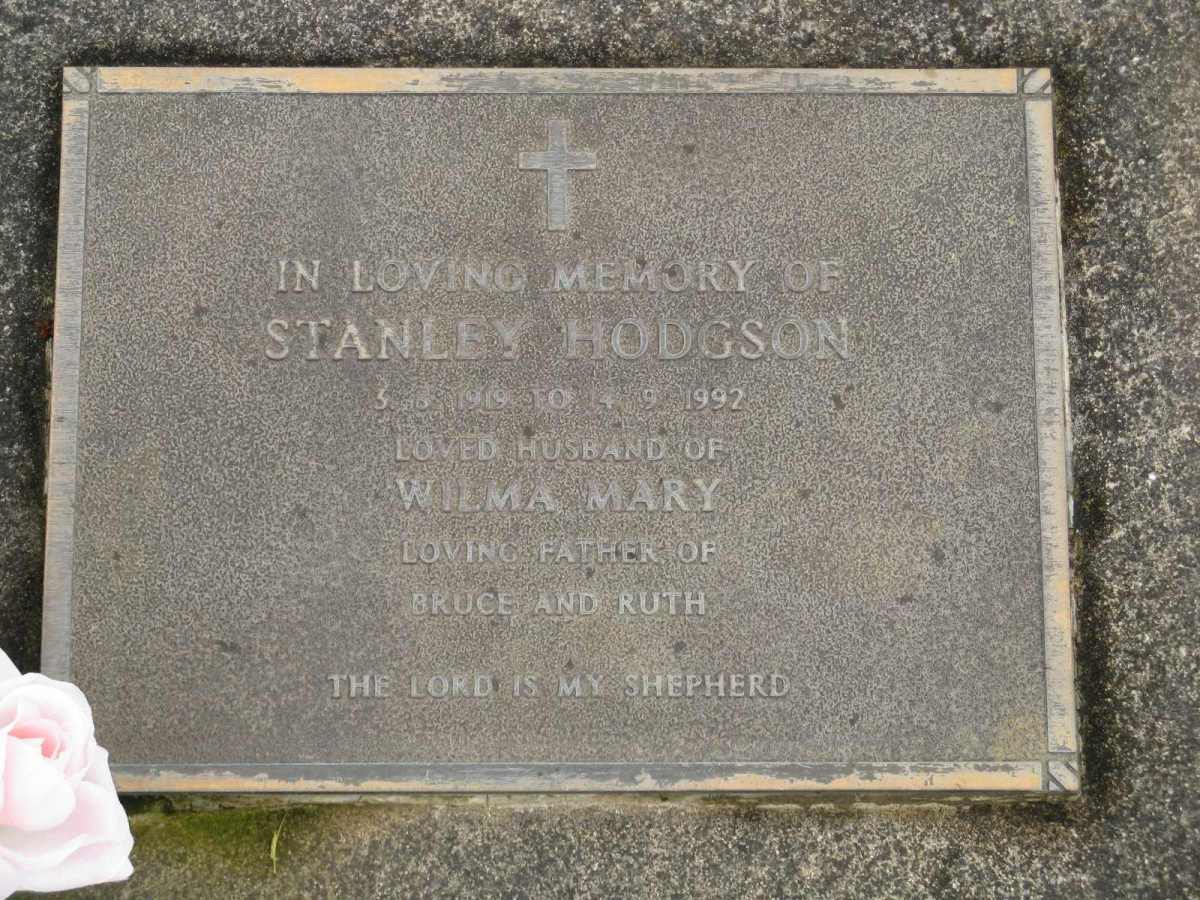 IN LOVING MEMORY OF
STANLEY HODGSON
3 8 1919 TO 14 9 1992
LOVED HUSBAND OF
WILMA MARY
LOVING FATHER OF
BRUCE AND RUTH
THE LORD IS MY SHEPHERD